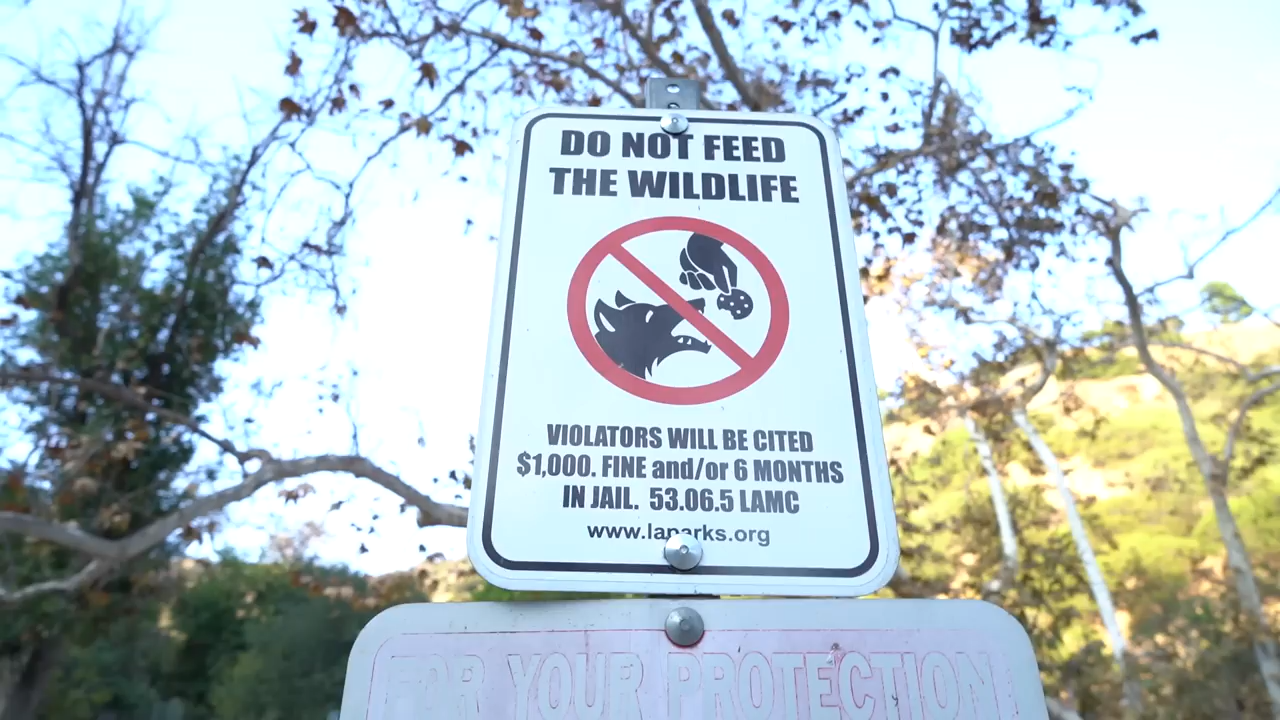 DO NOT FEED
THE WILDLIFE
VIOLATORS WILL BE CITED
$1,000. FINE and/or 6 MONTHS
IN JAIL. 53.06.5 LAMC
www.laparks.org
FOR YOUR PROTECTION